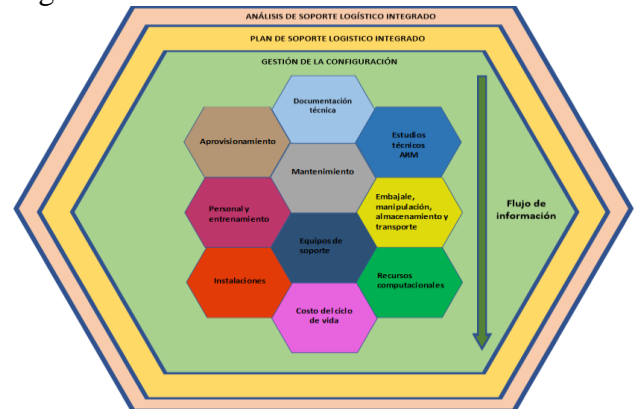 ANÁLISIS DE SOPORTE LOGÍSTICO INTEGRADO
PLAN DE SOPORTE LOGISTICO INTEGRADO
GESTIÓN DE LA CONFIGURACIÓN
Documentación
técnica
Aprovisionamiento
Estudios
técnicos
ARM
Mantenimiento
Personal y
entrenamiento
Embalaje,
manipulación,
almacenamiento y
transporte
Flujo de
información
Equipos de
soporte
Instalaciones
Recursos
computacionales
Costo del ciclo
de vida